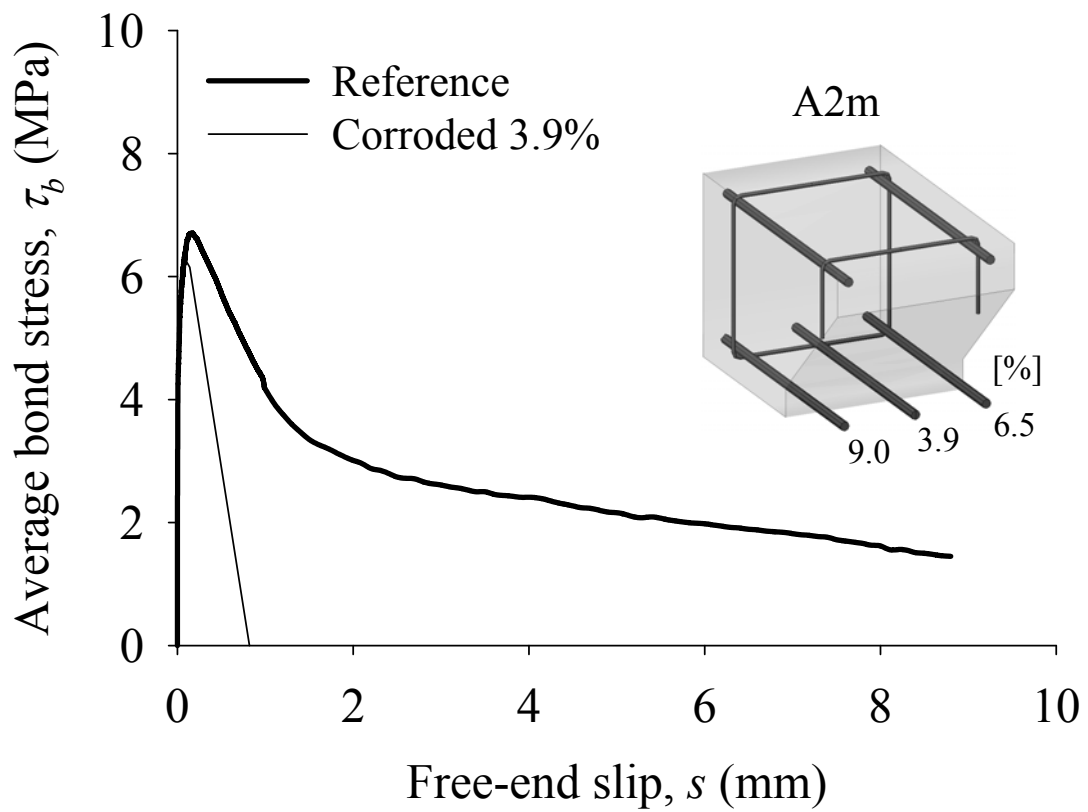 Average bond stress, τb (MPa)
10
8
6
4
2
0
Reference
Corroded 3.9%
A2m
[%]
9.0
3.9
6.5
0 2 4 6 8 10
Free-end slip, s (mm)